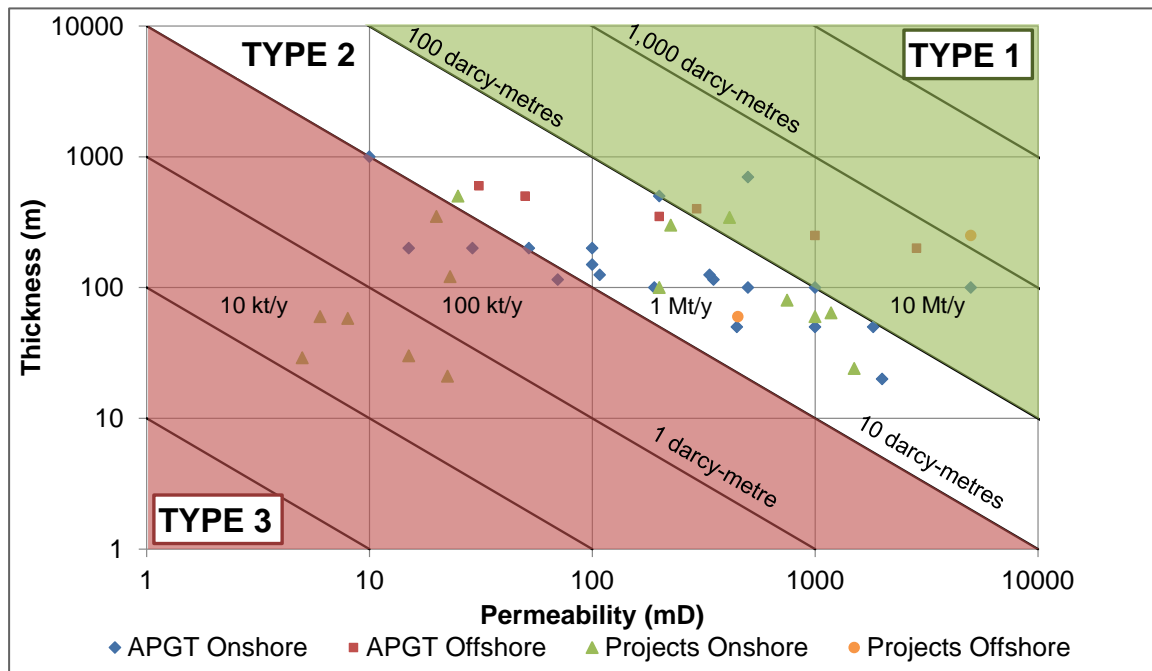 10000
1000
100
10
1
Thickness (m)
TYPE 2
100 darcy-metres
1,000 darcy-metres
TYPE 1
10 kt/y
100 kt/y
1 Mt/y
10 Mt/y
1 darcy-metre
10 darcy-metres
TYPE 3
1
10
100
1000
10000
Permeability (mD)
APGT Onshore
APGT Offshore
Projects Onshore
Projects Offshore